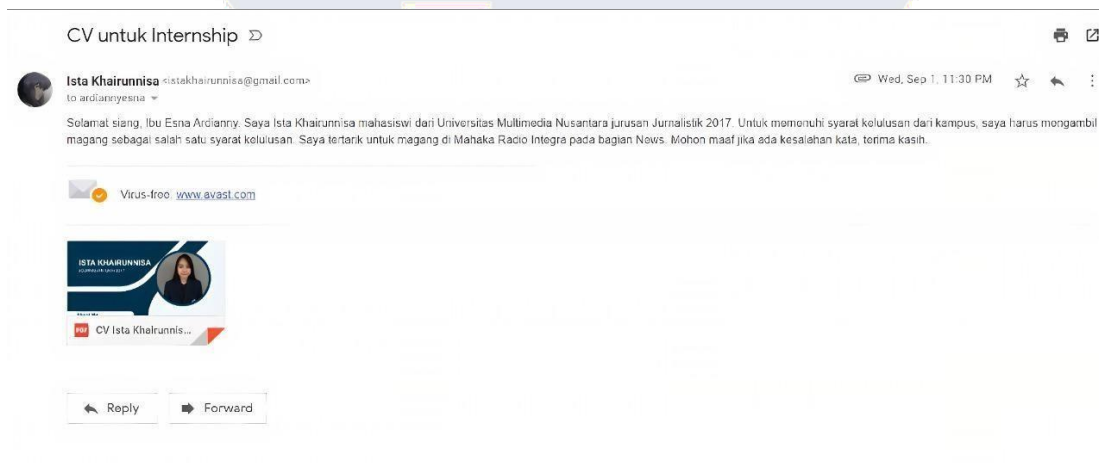 CV untuk Internship
Ista Khairunnisa <istakhairunnisa@gmail.com>
Wed, Sep 1, 11:30 PM
to ardiannyesna
Selamat siang, Ibu Esna Ardianny. Saya Ista Khairunnisa mahasiswi dari Universitas Multimedia Nusantara jurusan Jurnalistik 2017. Untuk memenuhi syarat kelulusan dari kampus, saya harus mengambil
magang sebagai salah satu syarat kelulusan. Saya tertarik untuk magang di Mahaka Radio Integra pada bagian News. Mohon maaf jika ada kesalahan kata, terima kasih.
Virus-free. www.avast.com
ISTA KHAIRUNNISA
About Me
PDF CV Ista Khairunnis...
Reply Forward